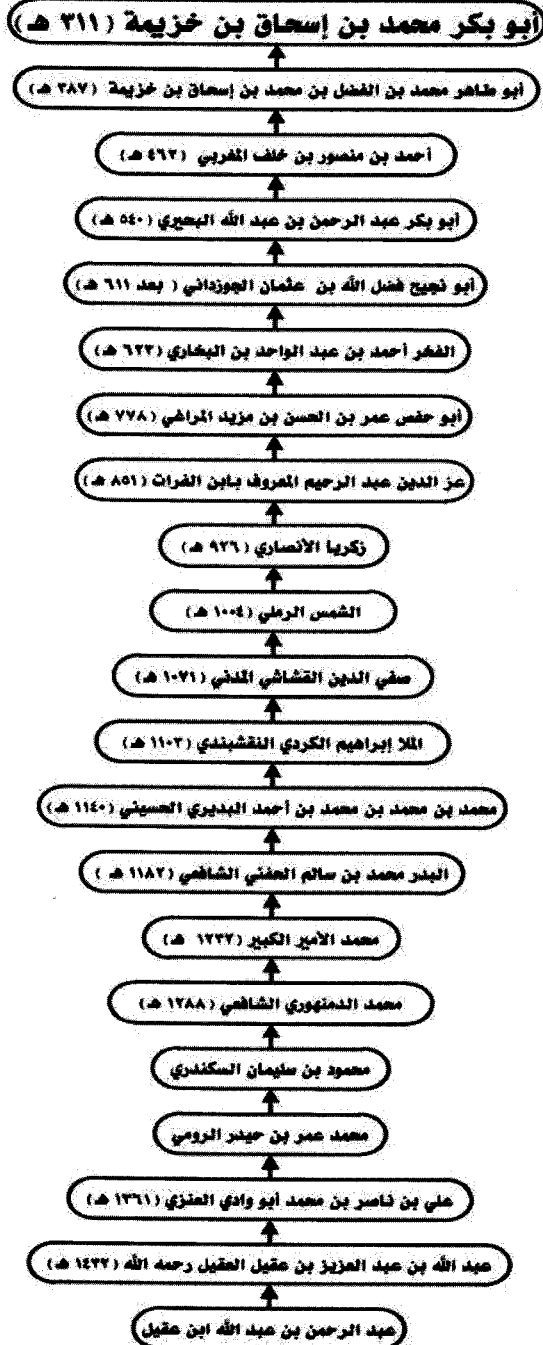 أبو بكر محمد بن إسحاق بن خزيمة ( ٣١١ هـ )
أبو طاهر محمد بن الفضل بن محمد بن إسحاق بن خزيمة ( ٣٨٧ هـ )
أحمد بن منصور بن خلف المغربي ( ٤٦٣ هـ )
أبو بكر عبد الرحمن بن عبد الله البحيري ( ٥٤٠ هـ )
أبو نجيح فضل الله بن عثمان الجوزداني ( بعد ٦١١ هـ )
الفخر أحمد بن عبد الواحد بن البخاري ( ٦٢٣ هـ )
أبو حفص عمر بن الحسن بن مزيد المراغي ( ٧٧٨ هـ )
عز الدين عبد الرحيم المعروف بابن الفرات ( ٨٥١ هـ )
زكريا الأنصاري ( ٩٢٦ هـ )
الشمس الرملي ( ١٠٠٤ هـ )
صفي الدين القشاشي المدني ( ١٠٧١ هـ )
الملا إبراهيم الكردي النقشبندي ( ١١٠٢ هـ )
محمد بن محمد بن محمد بن أحمد البديري الحسيني ( ١١٤٠ هـ )
البدر محمد بن سالم الحفني الشافعي ( ١١٨٢ هـ )
محمد الأمير الكبير ( ١٢٣٢ هـ )
محمد الدمنهوري الشافعي ( ١٢٨٨ هـ )
محمود بن سليمان السكندري
محمد عمر بن حيدر الرومي
علي بن ناصر بن محمد أبو وادي العنزي ( ١٣٦١ هـ )
عبد الله بن عبد العزيز بن عقيل العقيل رحمه الله ( ١٤٣٢ هـ )
عبد الرحمن بن عبد الله ابن عقيل